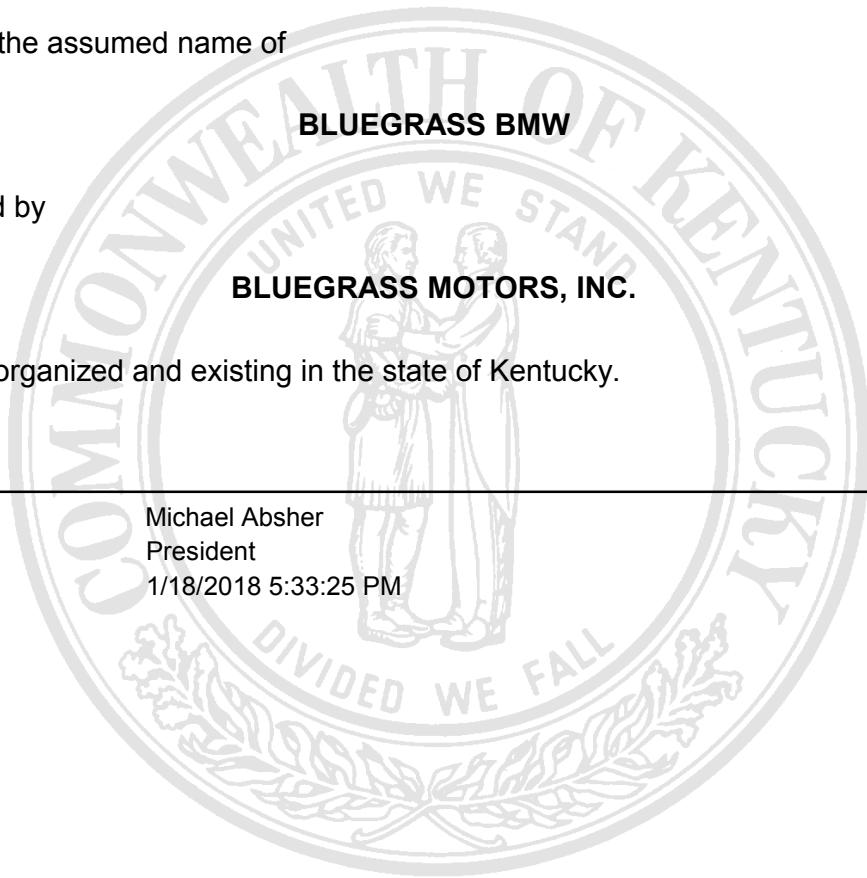 the assumed name of
BLUEGRASS BMW
d by
BLUEGRASS MOTORS, INC.
organized and existing in the state of Kentucky.
Michael Absher
President
1/18/2018 5:33:25 PM
COMMONWEALTH OF KENTUCKY
UNITED WE STAND
DIVIDED WE FALL